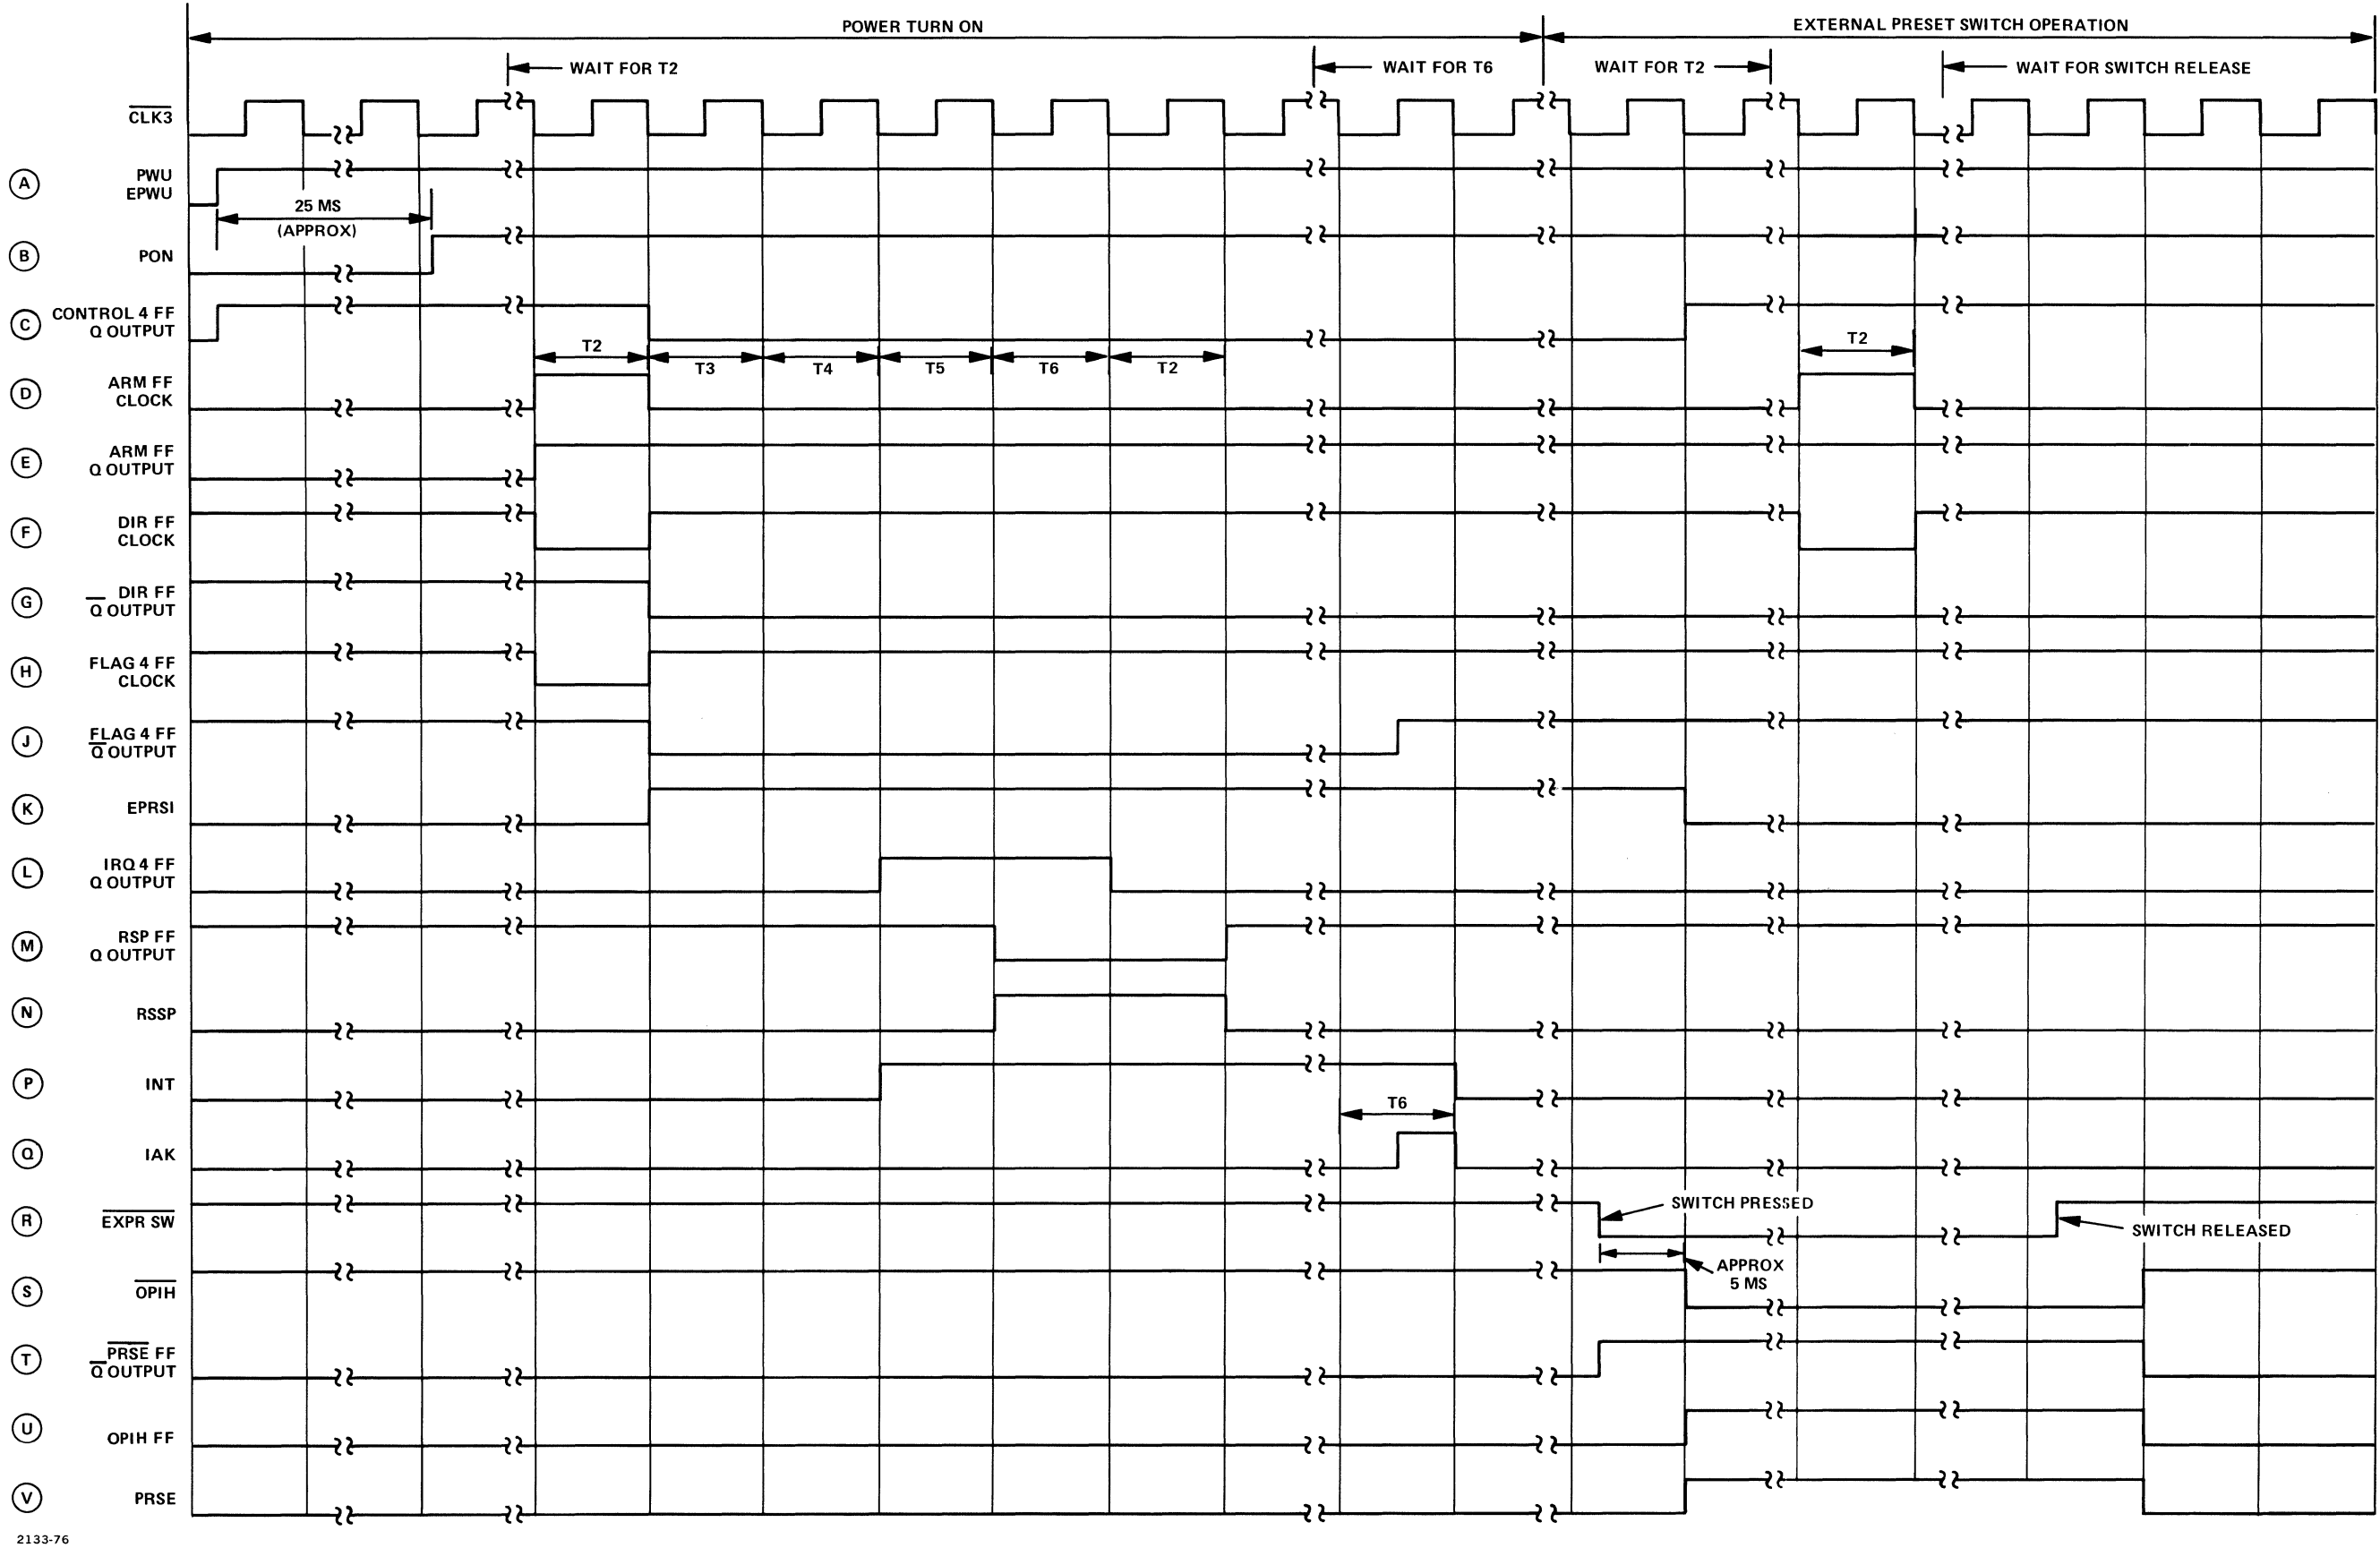 POWER TURN ON
EXTERNAL PRESET SWITCH OPERATION
WAIT FOR T2
WAIT FOR T6
WAIT FOR T2
WAIT FOR SWITCH RELEASE
CLK3
A
PWU
EPWU
25 MS
(APPROX)
B
PON
C
CONTROL 4 FF
Q OUTPUT
T2
T3
T4
T5
T6
T2
T2
D
ARM FF
CLOCK
E
ARM FF
Q OUTPUT
F
DIR FF
CLOCK
G
DIR FF
Q OUTPUT
H
FLAG 4 FF
CLOCK
J
FLAG 4 FF
Q OUTPUT
K
EPRSI
L
IRQ 4 FF
Q OUTPUT
M
RSP FF
Q OUTPUT
N
RSSP
P
INT
T6
Q
IAK
R
EXPR SW
SWITCH PRESSED
SWITCH RELEASED
S
OPIH
APPROX
5 MS
T
PRSE FF
Q OUTPUT
U
OPIH FF
V
PRSE
2133-76